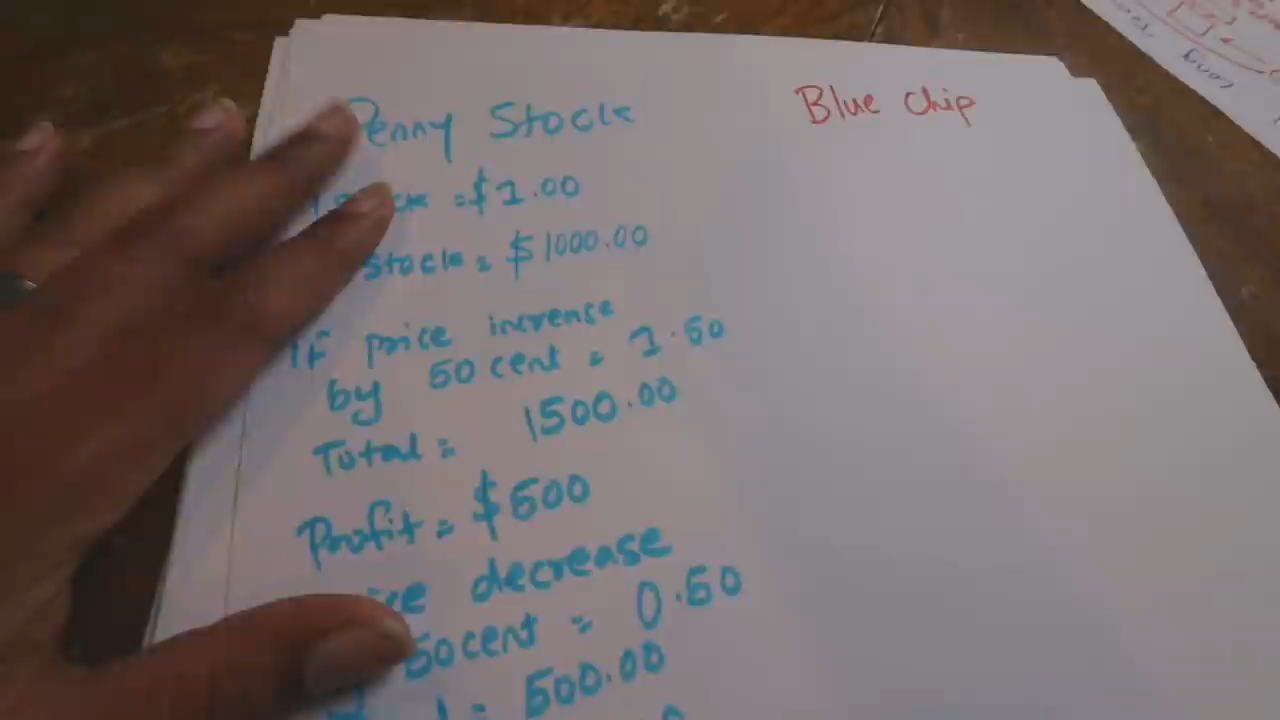 Penny Stock
Blue Chip
= $1.00
stock = $1000.00
If price increase
by 50 cent = 1.50
Total = 1500.00
Profit = $500
decrease
50cent = 0.50
= 500.00